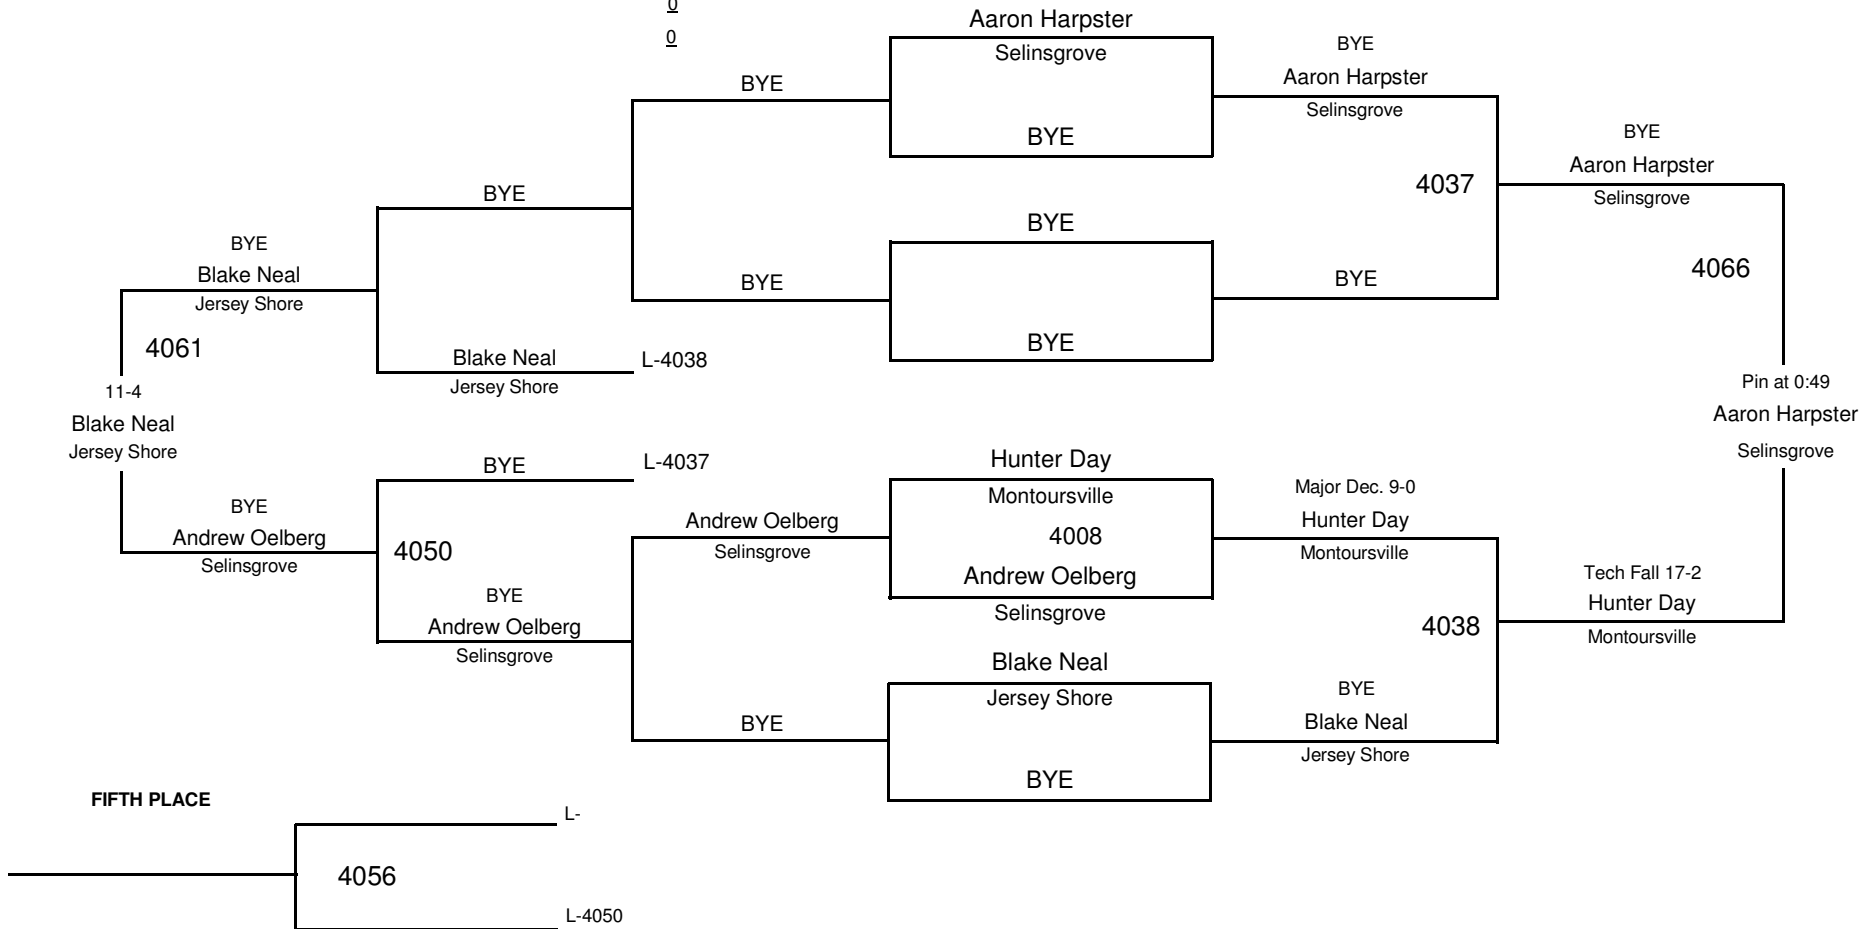 0
0
Aaron Harpster
Selinsgrove
BYE
Aaron Harpster
Selinsgrove
BYE
BYE
BYE
Aaron Harpster
Selinsgrove
4037
BYE
BYE
BYE
Blake Neal
Jersey Shore
BYE
BYE
4066
BYE
4061
Blake Neal
Jersey Shore
L-4038
11-4
Blake Neal
Jersey Shore
Pin at 0:49
Aaron Harpster
Selinsgrove
BYE
L-4037
Hunter Day
Montoursville
4008
Andrew Oelberg
Selinsgrove
Major Dec. 9-0
Hunter Day
Montoursville
BYE
Andrew Oelberg
Selinsgrove
4050
Andrew Oelberg
Selinsgrove
BYE
Andrew Oelberg
Selinsgrove
Tech Fall 17-2
Hunter Day
Montoursville
4038
Blake Neal
Jersey Shore
BYE
BYE
Blake Neal
Jersey Shore
BYE
FIFTH PLACE
L-
4056
L-4050